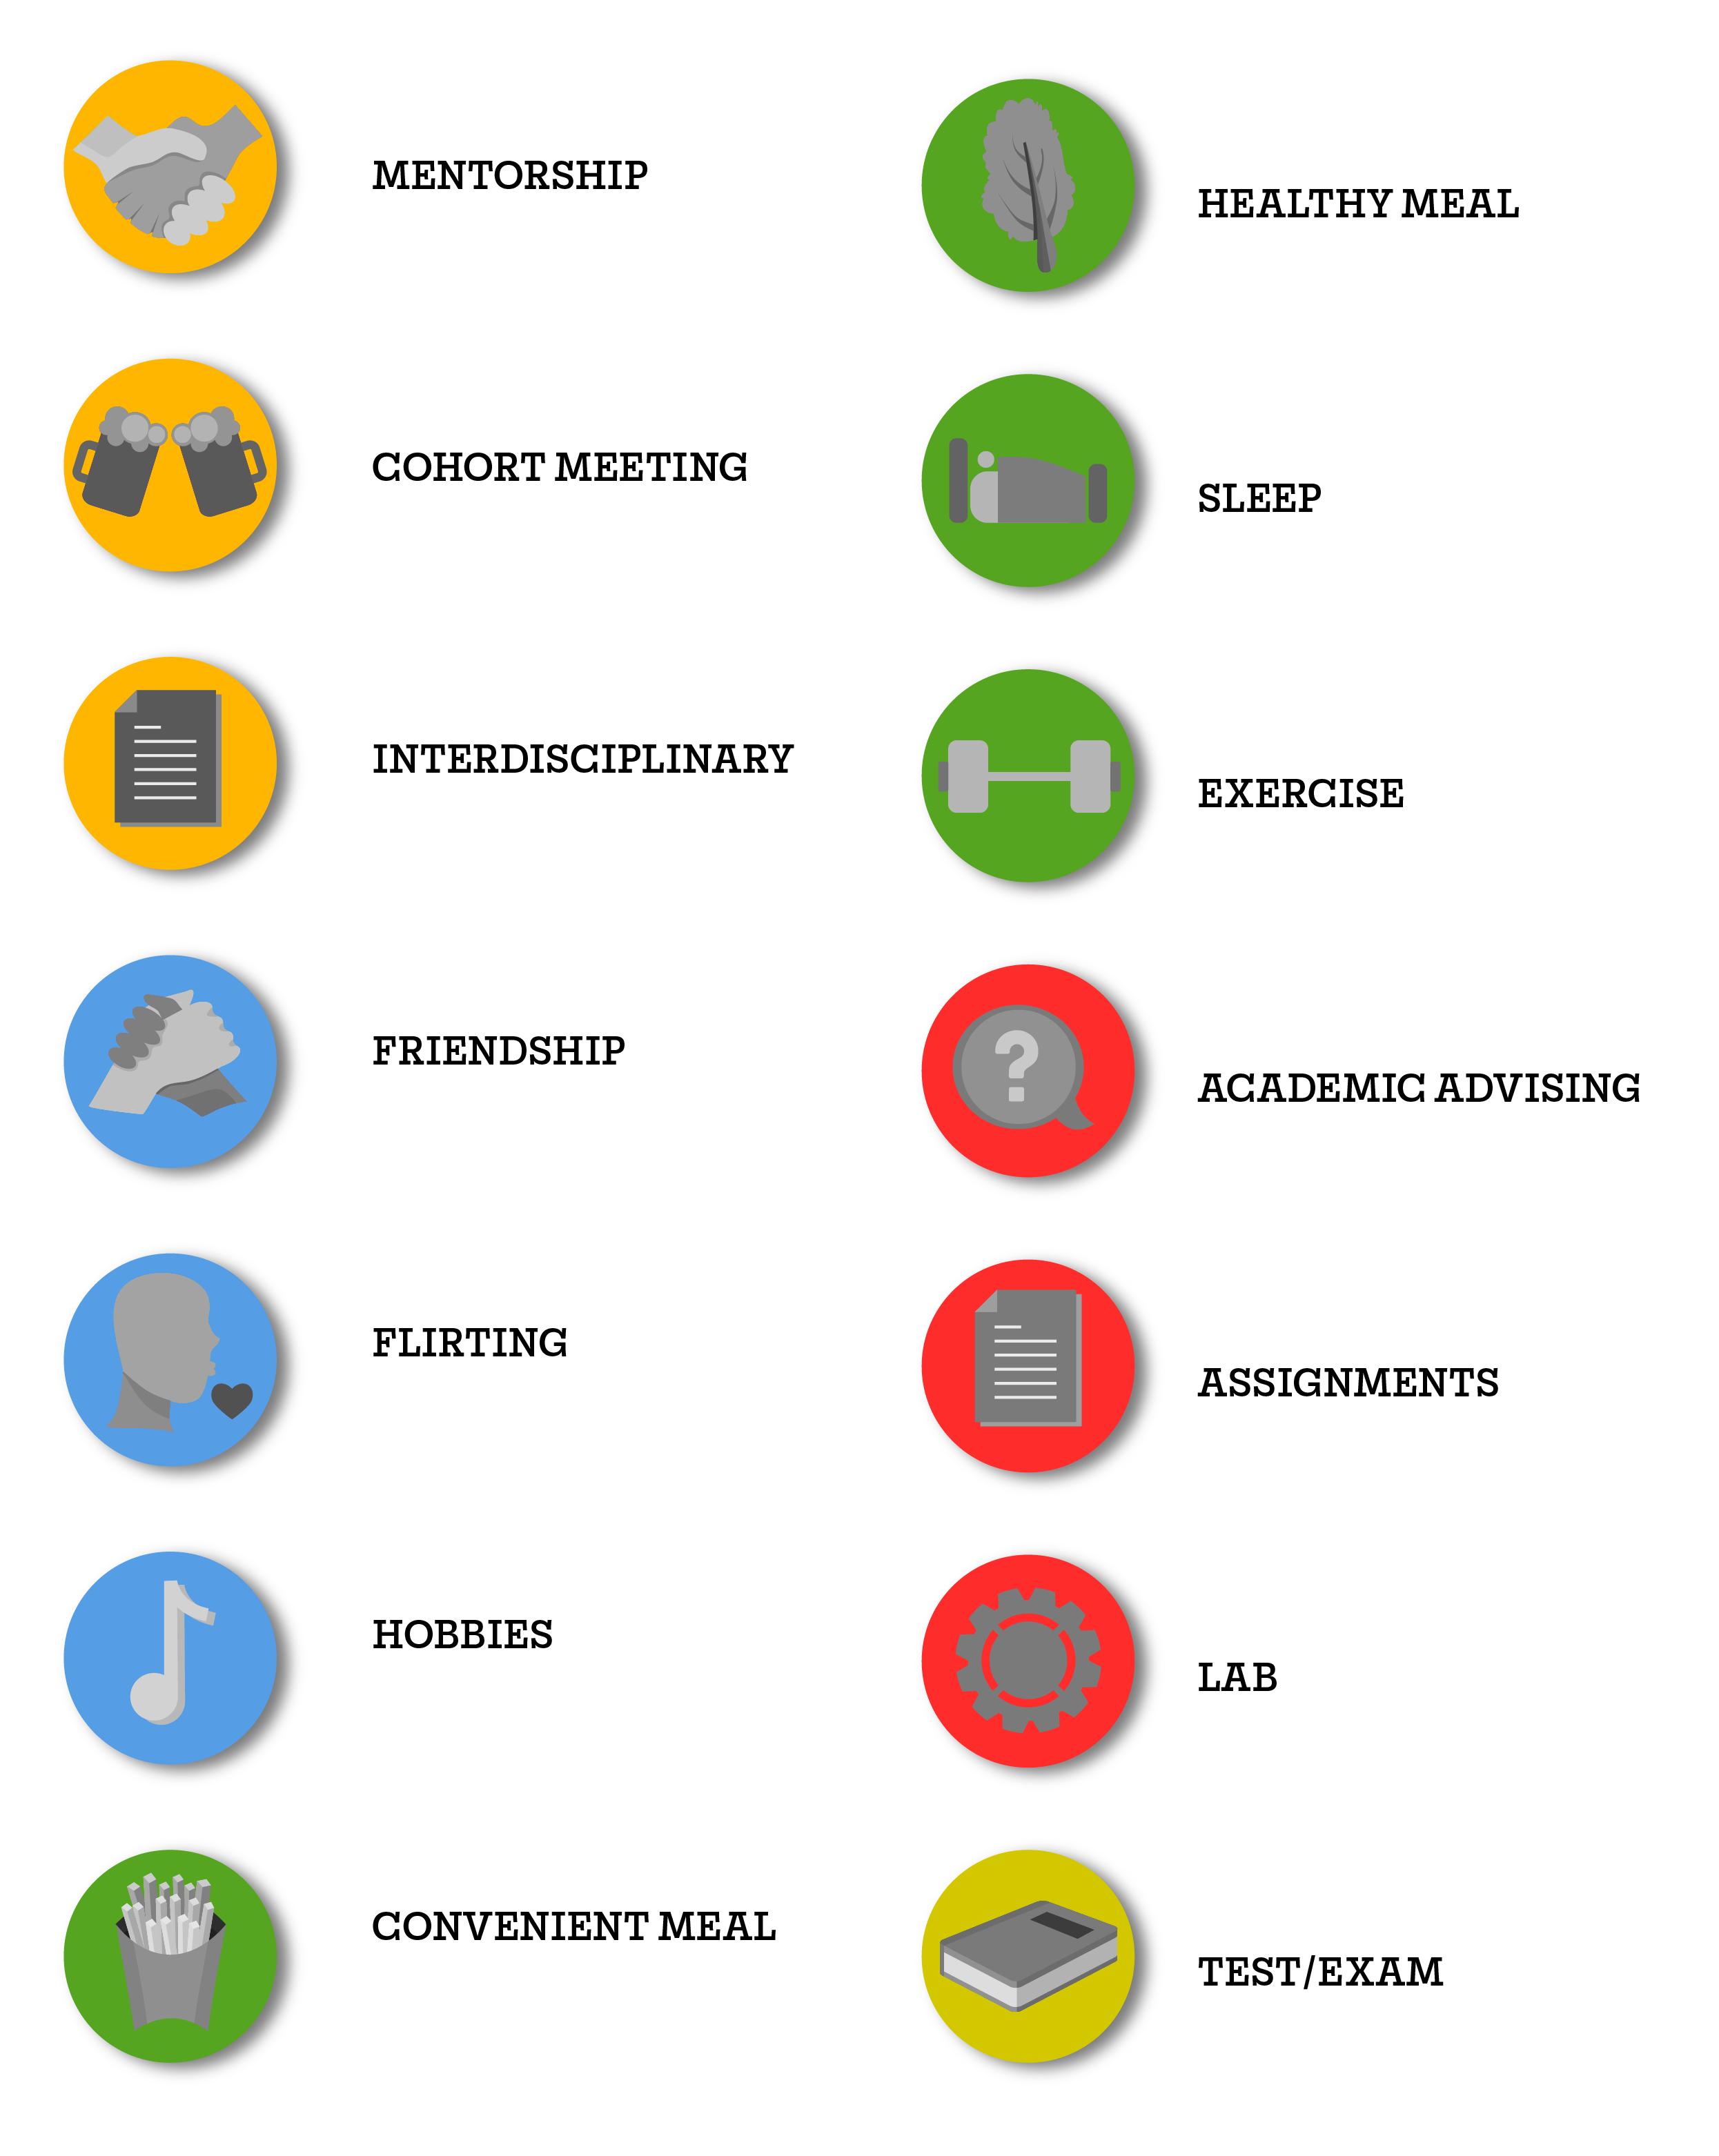 MENTORSHIP
COHORT MEETING
INTERDISCIPLINARY
FRIENDSHIP
FLIRTING
HOBBIES
CONVENIENT MEAL
HEALTHY MEAL
SLEEP
EXERCISE
?
ACADEMIC ADVISING
ASSIGNMENTS
LAB
TEST/EXAM